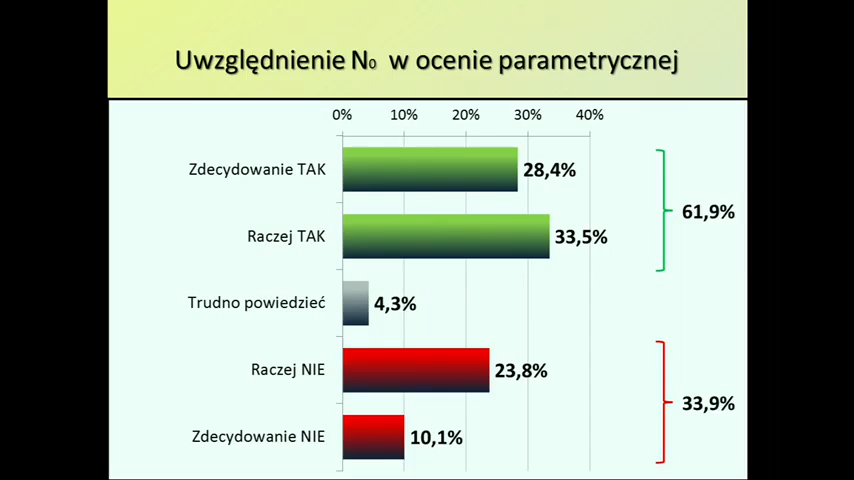 Uwzględnienie N₀ w ocenie parametrycznej
0% 10% 20% 30% 40%
Zdecydowanie TAK 28,4%
61,9%
Raczej TAK 33,5%
Trudno powiedzieć 4,3%
Raczej NIE 23,8%
33,9%
Zdecydowanie NIE 10,1%